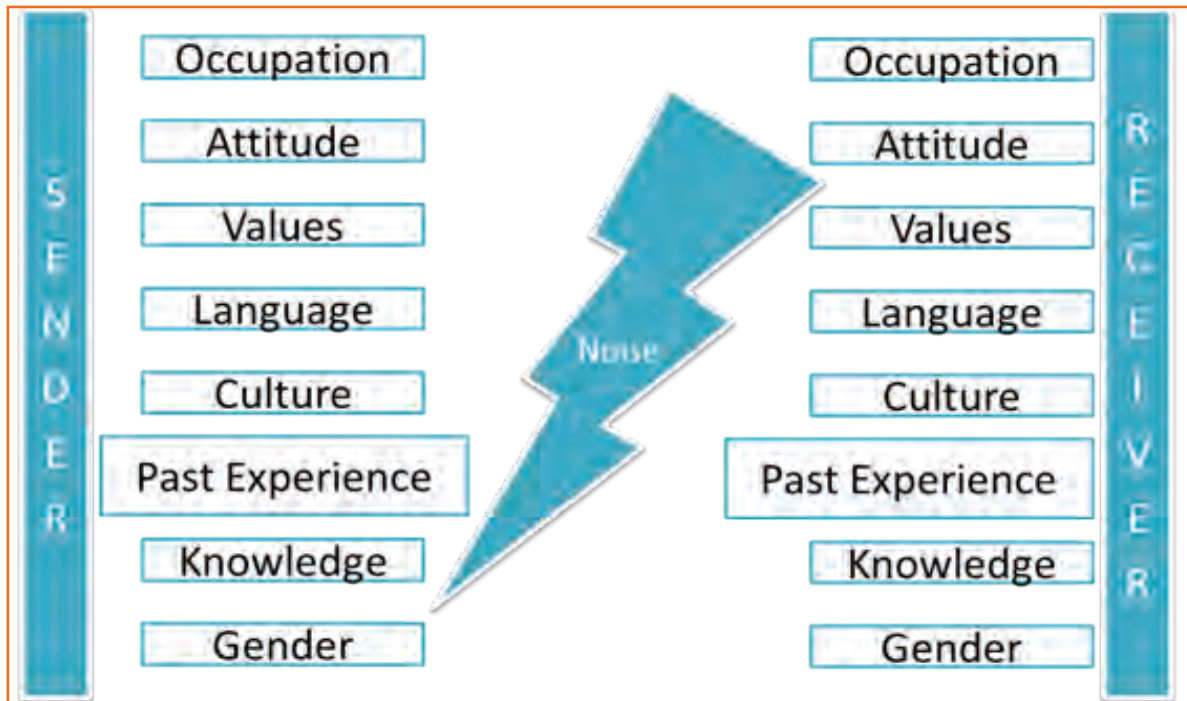 SENDER
Occupation
Attitude
Values
Language
Culture
Past Experience
Knowledge
Gender
Noise
Occupation
Attitude
Values
Language
Culture
Past Experience
Knowledge
Gender
RECEIVER